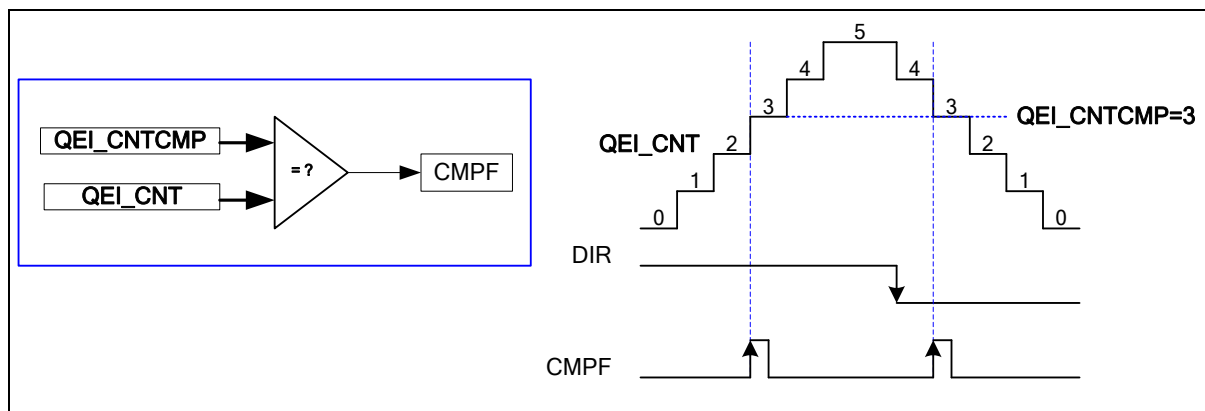 QEI_CNTCMP
= ?
CMPF
QEI_CNT
5
4
4
3
3
QEI_CNTCMP=3
QEI_CNT
2
2
1
1
0
0
DIR
CMPF